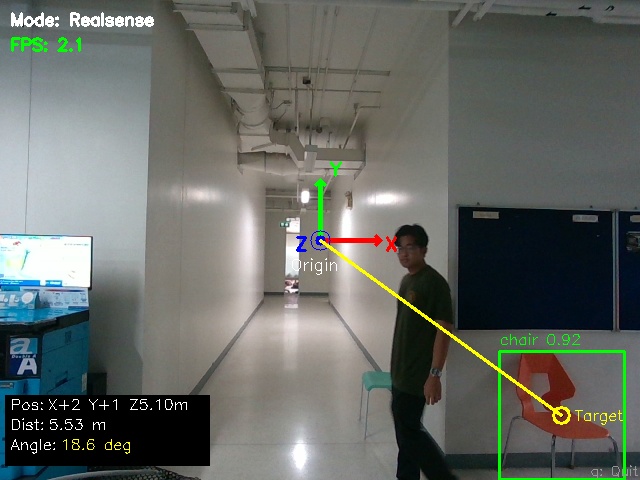 Mode: Realsense
FPS: 2.1
Y
Z
X
Origin
chair 0.92
Target
a
A
Double A
Pos: X+2 Y+1 Z5.10m
Dist: 5.53 m
Angle: 18.6 deg
q: Quit